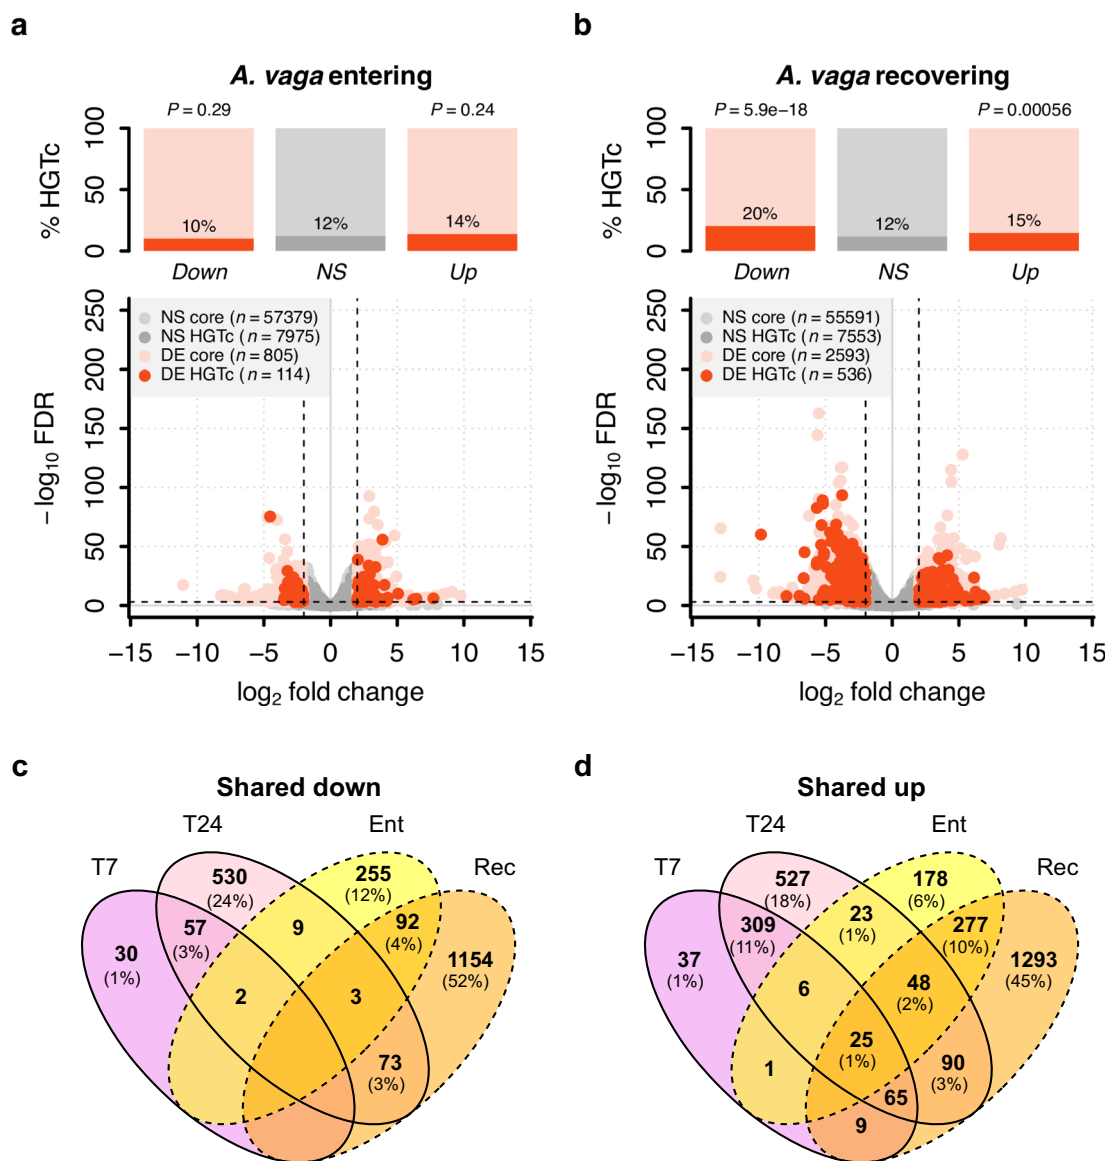 a
A. vaga entering
P = 0.29
P = 0.24
% HGTc
100
50
0
10%
12%
14%
Down
NS
Up
−log10 FDR
250
200
150
100
50
0
NS core (n = 57379)
NS HGTc (n = 7975)
DE core (n = 805)
DE HGTc (n = 114)
−15 −10 −5 0 5 10 15
log2 fold change
b
A. vaga recovering
P = 5.9e−18
P = 0.00056
% HGTc
100
50
0
20%
12%
15%
Down
NS
Up
−log10 FDR
250
200
150
100
50
0
NS core (n = 55591)
NS HGTc (n = 7553)
DE core (n = 2593)
DE HGTc (n = 536)
−15 −10 −5 0 5 10 15
log2 fold change
c
Shared down
T7
T24
Ent
Rec
530
(24%)
255
(12%)
57
(3%)
9
92
(4%)
30
(1%)
1154
(52%)
2
3
73
(3%)
d
Shared up
T7
T24
Ent
Rec
527
(18%)
178
(6%)
309
(11%)
23
(1%)
277
(10%)
37
(1%)
1293
(45%)
6
48
(2%)
25
(1%)
1
90
(3%)
65
9